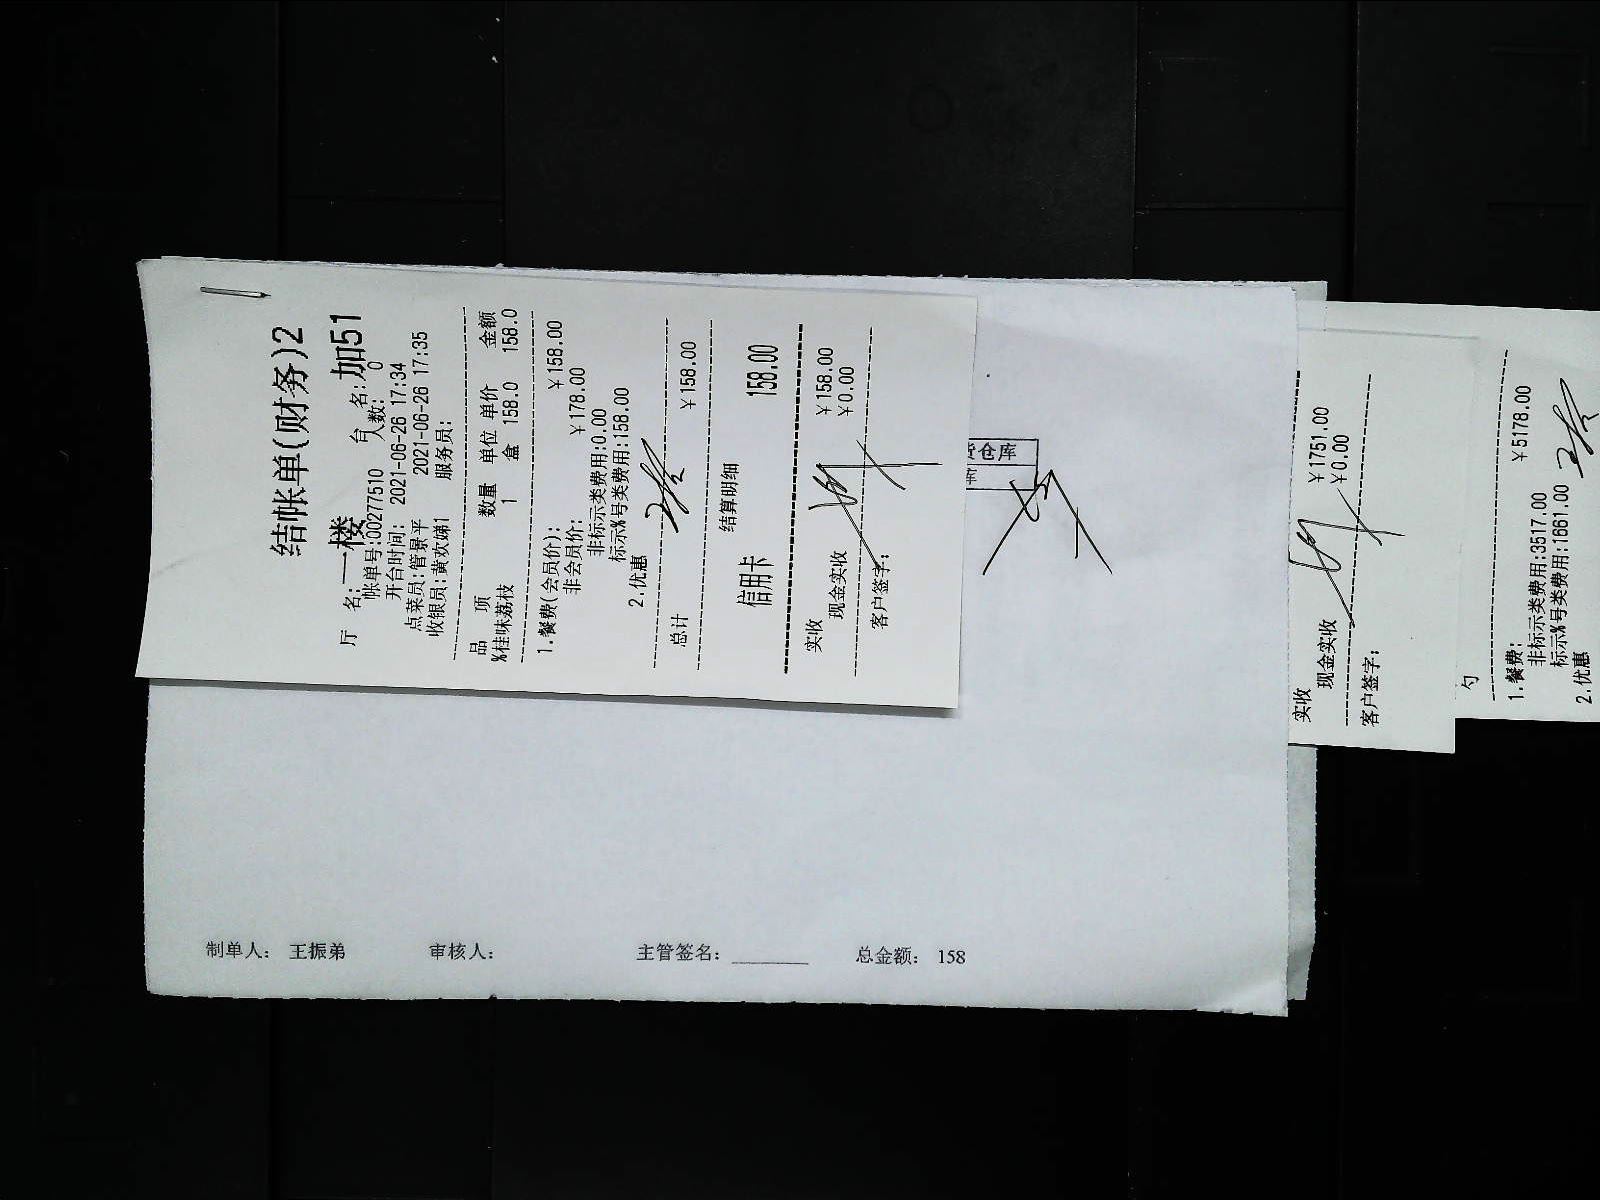 结帐单(财务)2
厅 名:一楼 台 名:加51
帐单号:00277510 人数: 0
开台时间: 2021-06-26 17:34
点菜员:管景平 2021-06-26 17:35
收银员:黄欢娣1 服务员:
品 项 数量 单位 单价 金额
%桂味荔枝 1 盒 158.0 158.0
1.餐费(会员价): ￥158.00
非会员价: ￥178.00
非标示类费用:0.00
标示%号类费用:158.00
2.优惠
总计 ￥158.00
结算明细
信用卡 158.00
实收 ￥158.00
现金实收 ￥0.00
客户签字:
仓库
实收 ￥1751.00
现金实收 ￥0.00
客户签字:
勺
1.餐费: ￥5178.00
非标示类费用:3517.00
标示%号类费用:1661.00
2.优惠
制单人: 王振弟 审核人: 主管签名: 总金额: 158